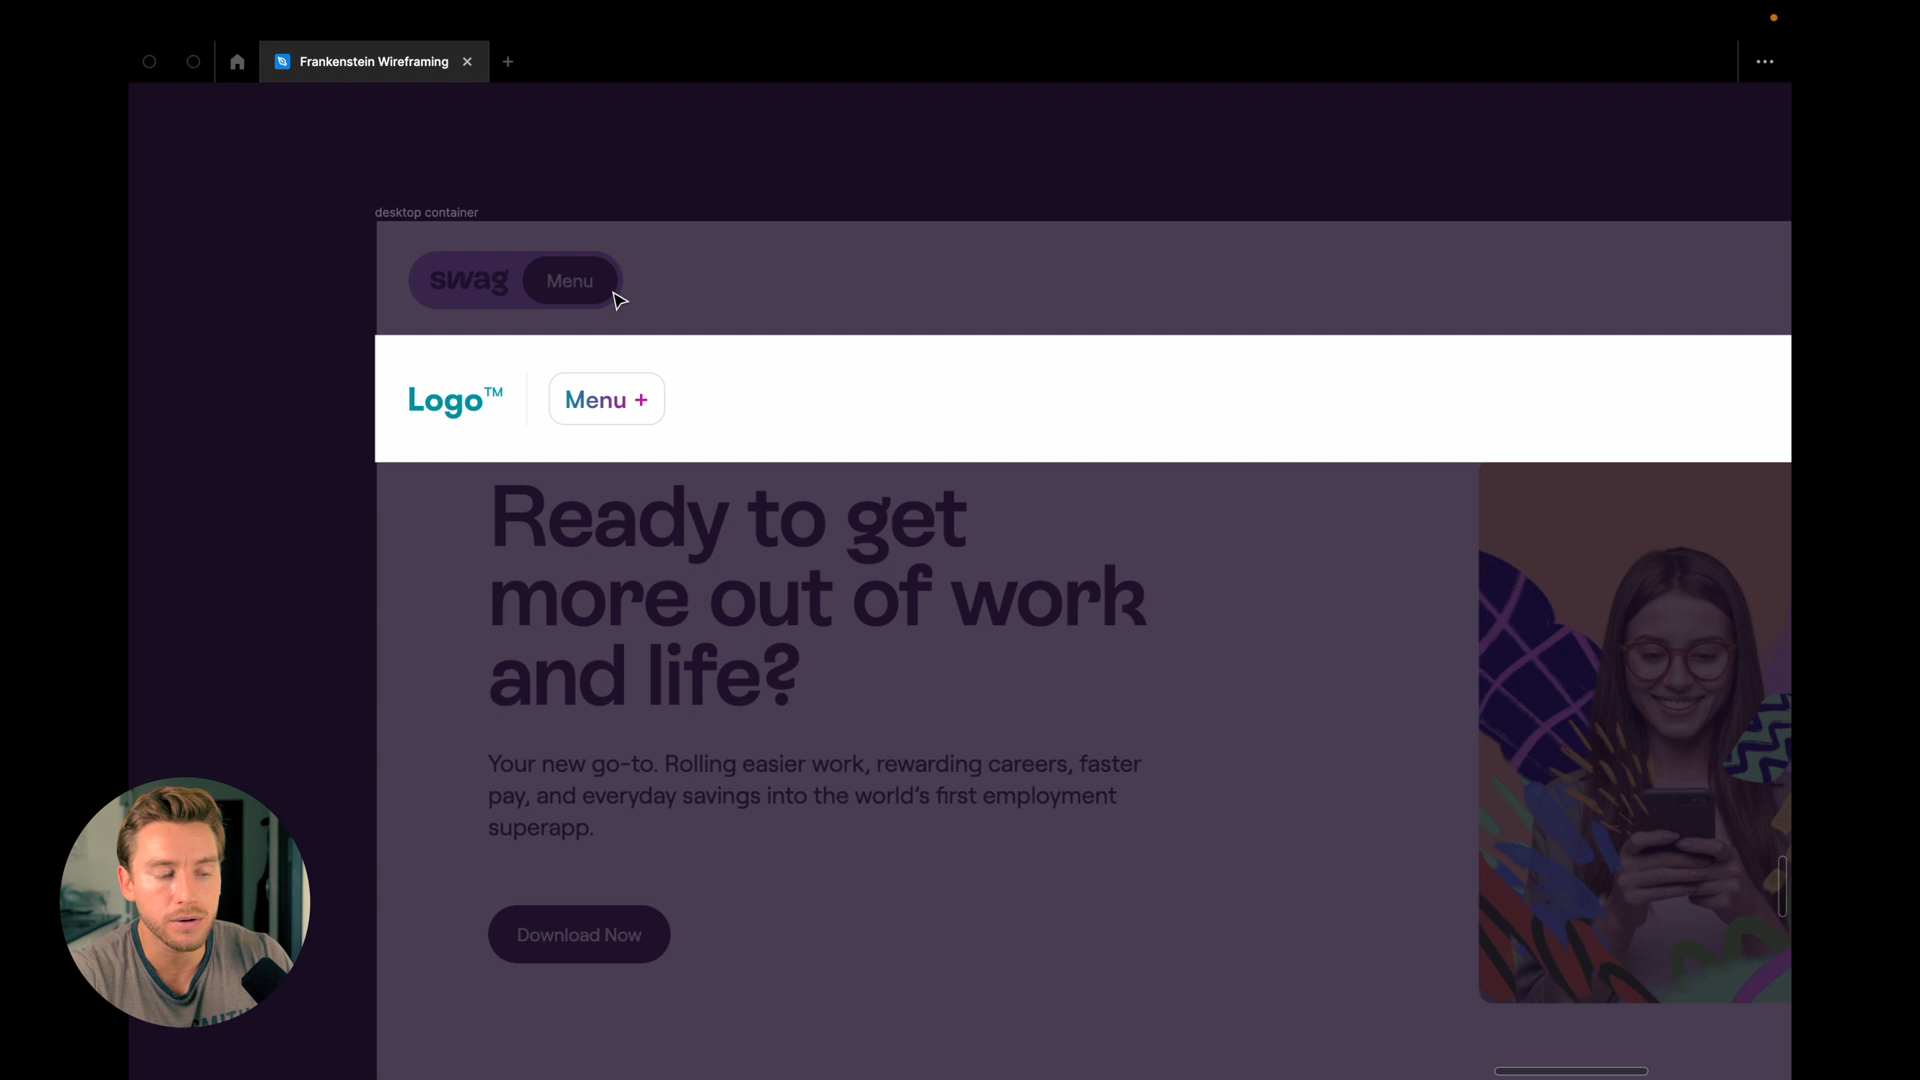 Frankenstein Wireframing
desktop container
swag Menu
Logo™ Menu +
Ready to get
more out of work
and life?
Your new go-to. Rolling easier work, rewarding careers, faster
pay, and everyday savings into the world's first employment
superapp.
Download Now